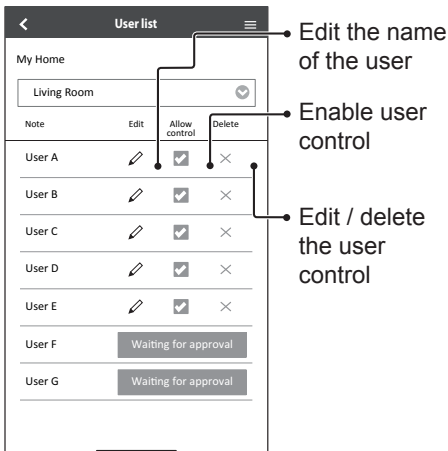 User list
My Home
Living Room
Note Edit Allow control Delete
User A
User B
User C
User D
User E
User F Waiting for approval
User G Waiting for approval
Edit the name
of the user
Enable user
control
Edit / delete
the user
control